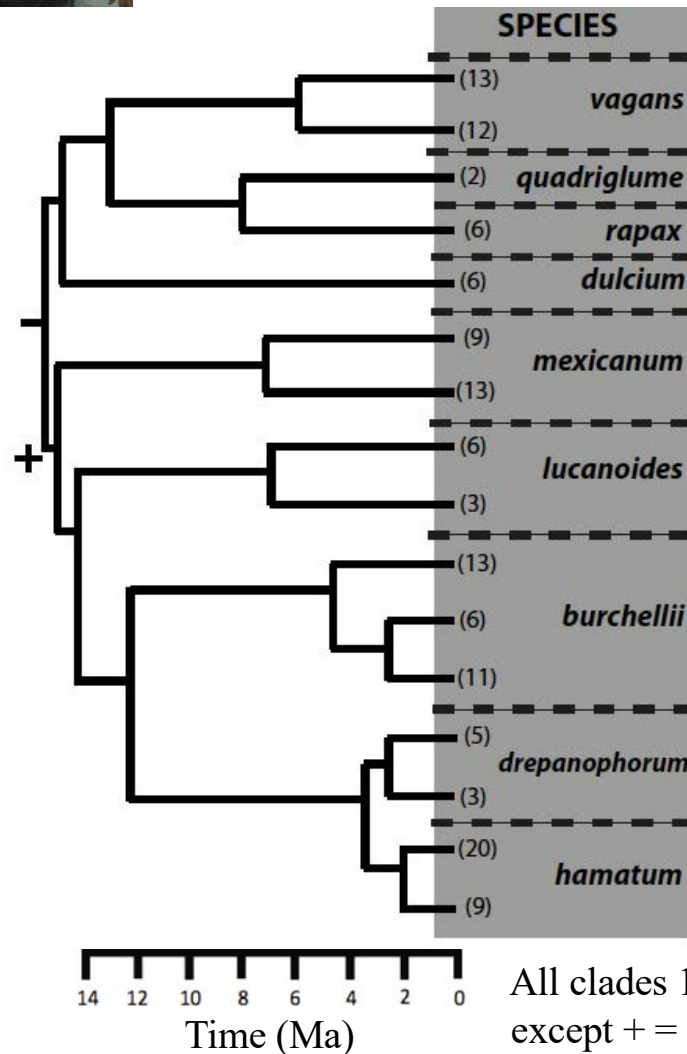 SPECIES
(13)
vagans
(12)
(2) quadriglume
(6) rapax
(6) dulcium
(9)
mexicanum
(13)
(6)
lucanoides
(3)
(13)
(6) burchellii
(11)
(5)
drepanophorum
(3)
(20)
hamatum
(9)
+
14 12 10 8 6 4 2 0
Time (Ma)
All clades 1
except + =